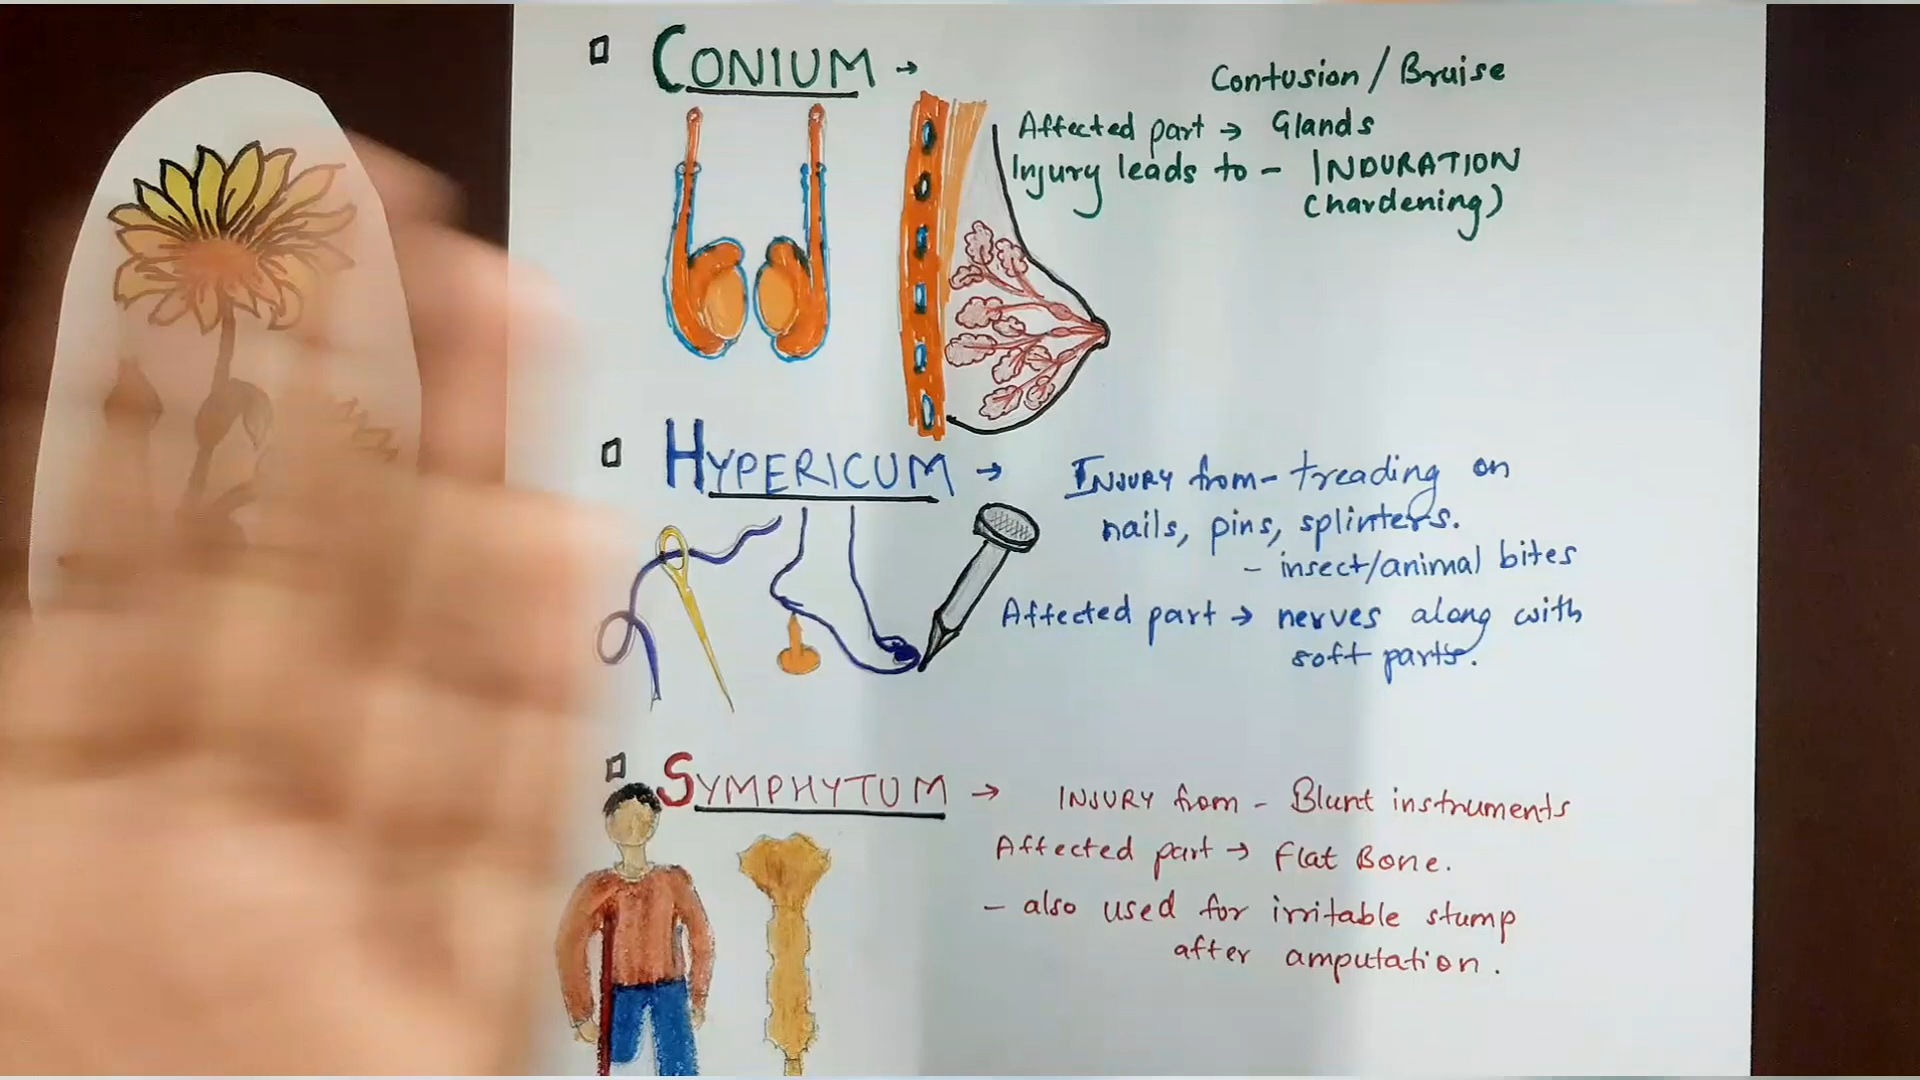 CONIUM →
Contusion / Bruise
Affected part → Glands
Injury leads to - INDURATION
(hardening)
HYPERICUM →
INJURY from - treading on
nails, pins, splinters.
- insect/animal bites
Affected part → nerves along with
soft parts.
SYMPHYTUM →
INJURY from - Blunt instruments
Affected part → Flat Bone.
- also used for irritable stump
after amputation.